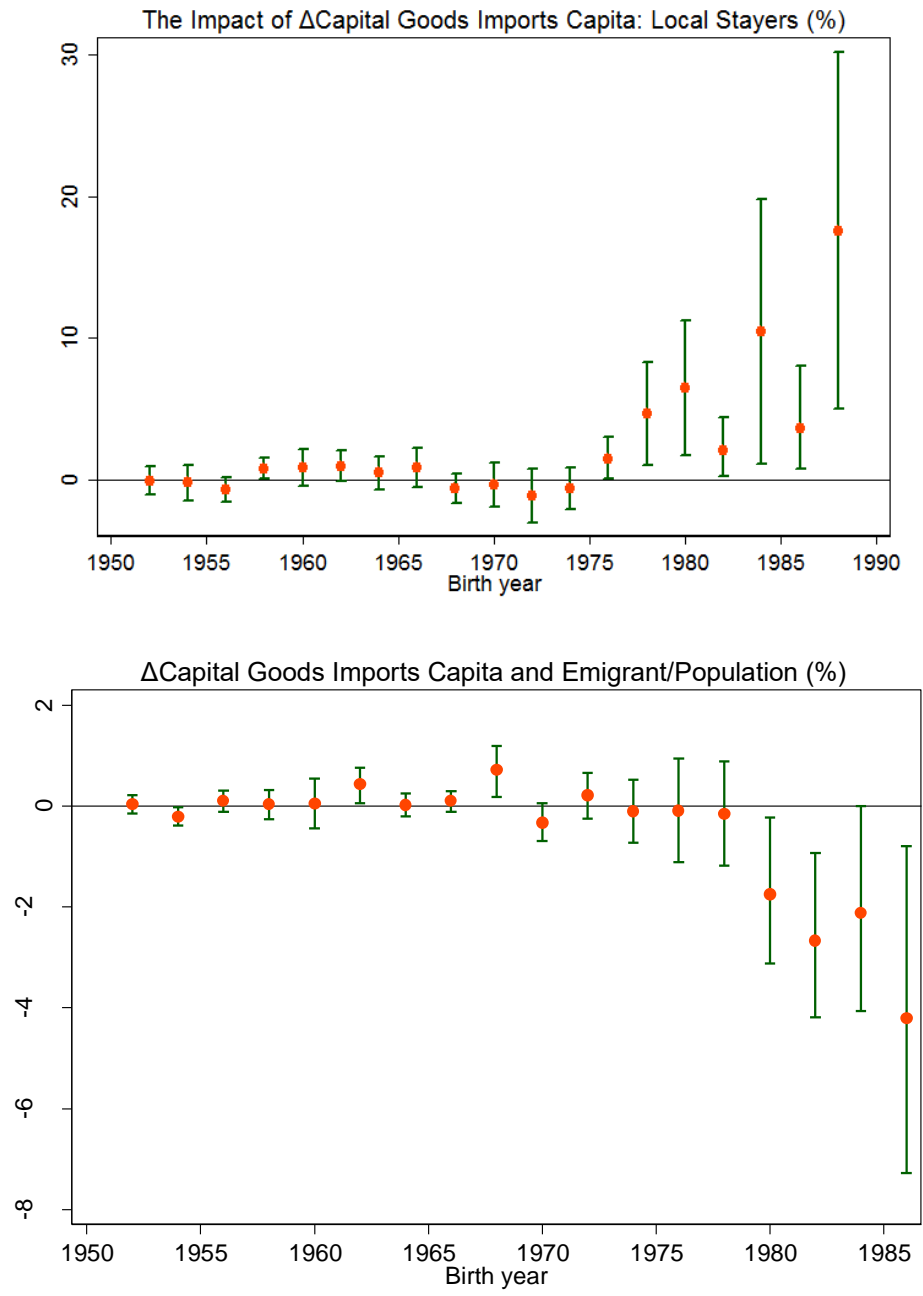 The Impact of ΔCapital Goods Imports Capita: Local Stayers (%)
30
20
10
0
1950 1955 1960 1965 1970 1975 1980 1985 1990
Birth year
ΔCapital Goods Imports Capita and Emigrant/Population (%)
2
0
-2
-4
-6
-8
1950 1955 1960 1965 1970 1975 1980 1985
Birth year